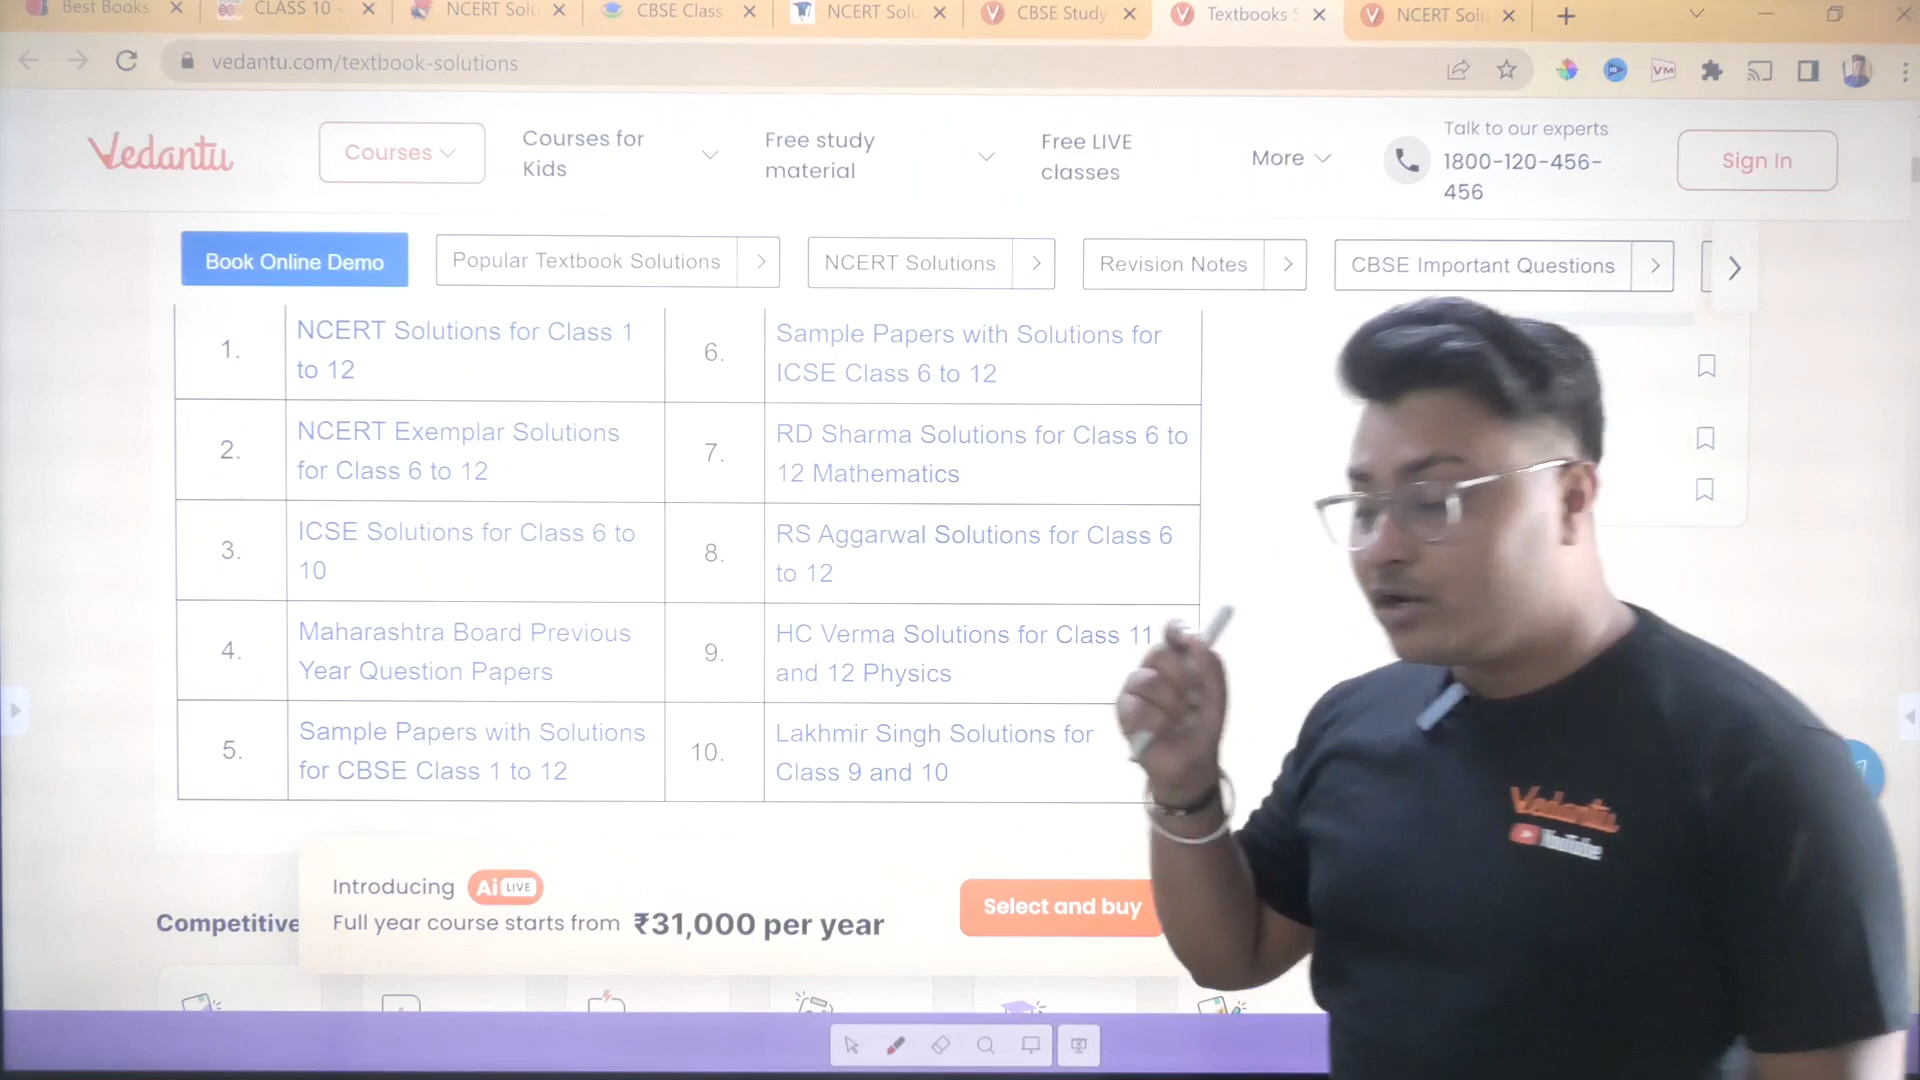 Best Books
CLASS 10 -
NCERT Solu
CBSE Class
NCERT Solu
CBSE Study
Textbooks S
NCERT Solu
vedantu.com/textbook-solutions
VM
Vedantu
Courses
Courses for
Kids
Free study
material
Free LIVE
classes
More
Talk to our experts
1800-120-456-
456
Sign In
Book Online Demo
Popular Textbook Solutions
NCERT Solutions
Revision Notes
CBSE Important Questions
1.
NCERT Solutions for Class 1
to 12
6.
Sample Papers with Solutions for
ICSE Class 6 to 12
2.
NCERT Exemplar Solutions
for Class 6 to 12
7.
RD Sharma Solutions for Class 6 to
12 Mathematics
3.
ICSE Solutions for Class 6 to
10
8.
RS Aggarwal Solutions for Class 6
to 12
4.
Maharashtra Board Previous
Year Question Papers
9.
HC Verma Solutions for Class 11
and 12 Physics
5.
Sample Papers with Solutions
for CBSE Class 1 to 12
10.
Lakhmir Singh Solutions for
Class 9 and 10
Introducing Ai LIVE
Full year course starts from ₹31,000 per year
Select and buy
Competitive
Vedantu
YouTube